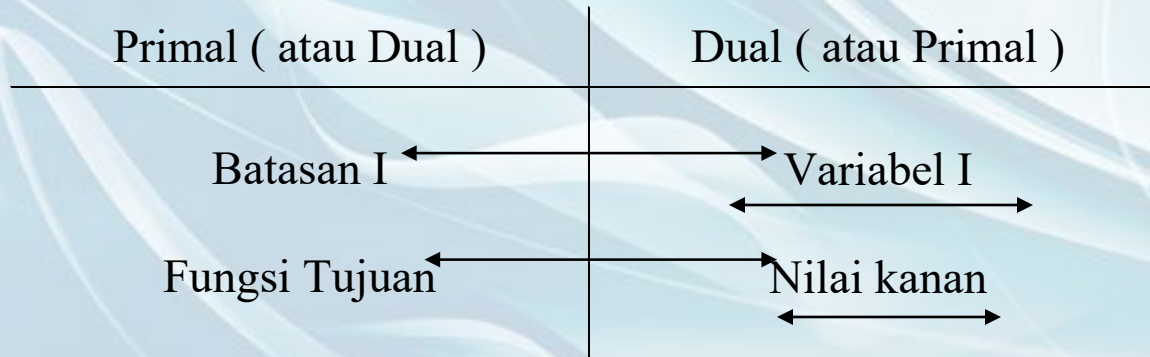 Primal ( atau Dual ) Dual ( atau Primal )
Batasan I Variabel I
Fungsi Tujuan Nilai kanan